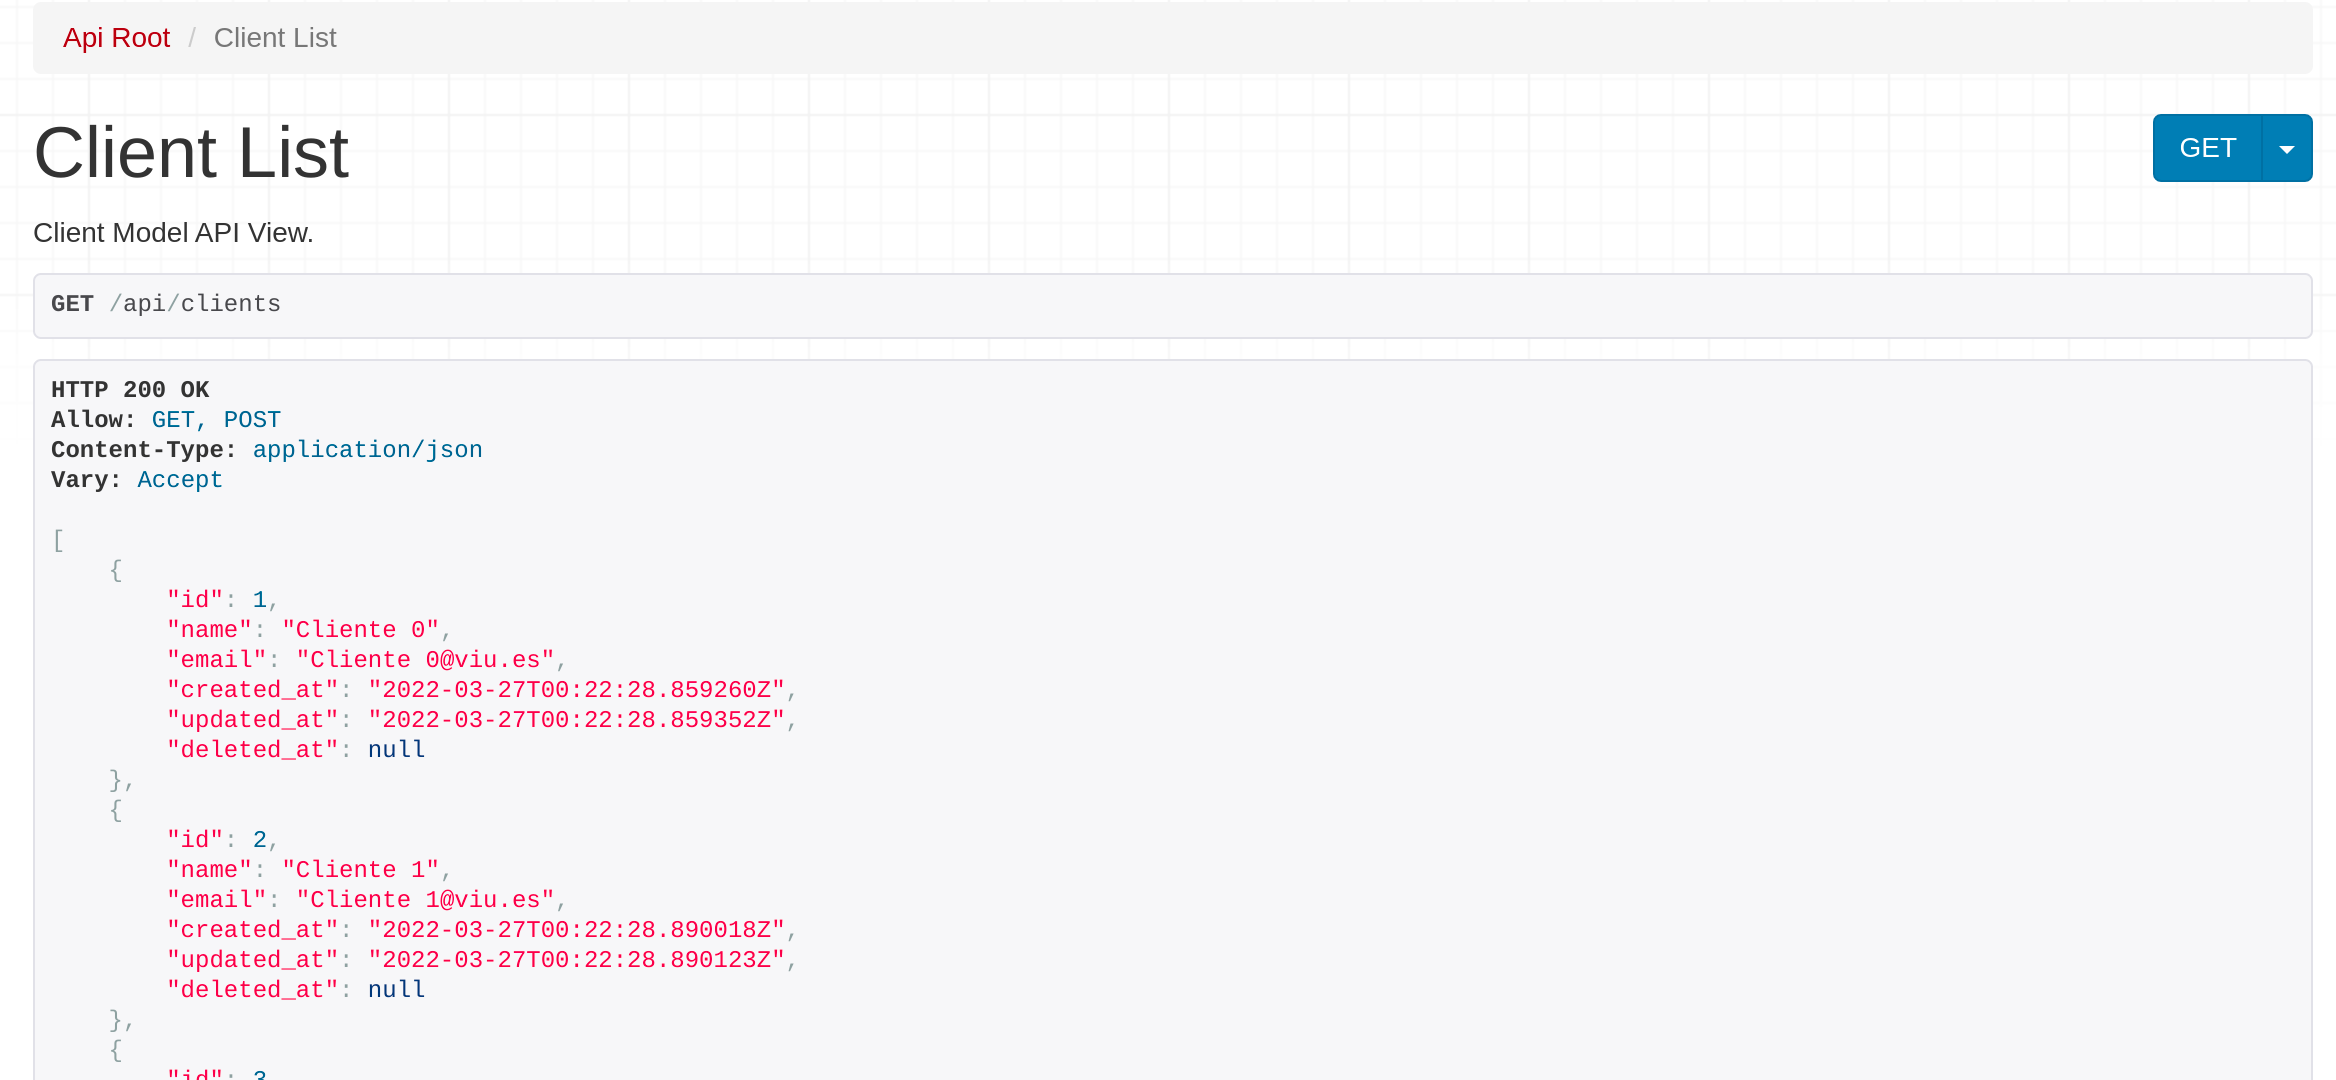 Api Root / Client List
Client List
GET
Client Model API View.
GET /api/clients
HTTP 200 OK
Allow: GET, POST
Content-Type: application/json
Vary: Accept
[
    {
        "id": 1,
        "name": "Cliente 0",
        "email": "Cliente 0@viu.es",
        "created_at": "2022-03-27T00:22:28.859260Z",
        "updated_at": "2022-03-27T00:22:28.859352Z",
        "deleted_at": null
    },
    {
        "id": 2,
        "name": "Cliente 1",
        "email": "Cliente 1@viu.es",
        "created_at": "2022-03-27T00:22:28.890018Z",
        "updated_at": "2022-03-27T00:22:28.890123Z",
        "deleted_at": null
    },
    {
        "id": 3,